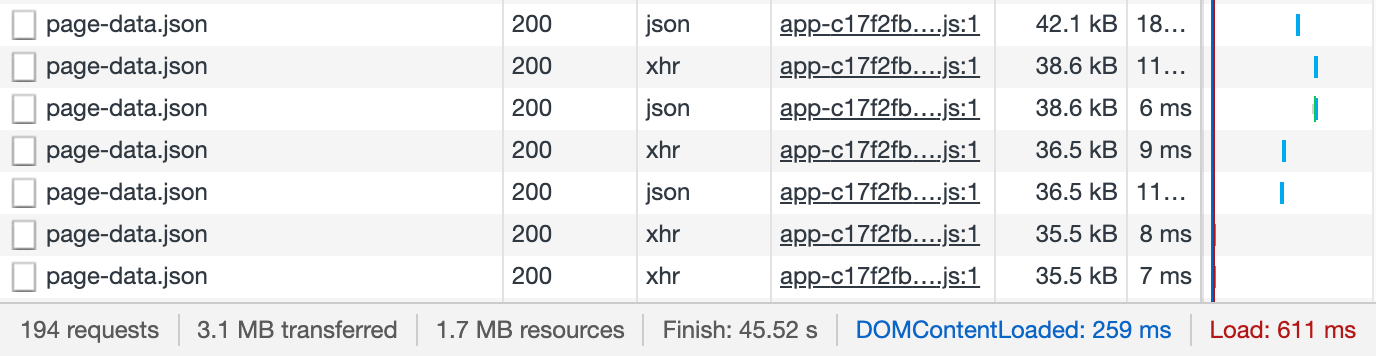 page-data.json 200 json app-c17f2fb….js:1 42.1 kB 18…
page-data.json 200 xhr app-c17f2fb….js:1 38.6 kB 11…
page-data.json 200 json app-c17f2fb….js:1 38.6 kB 6 ms
page-data.json 200 xhr app-c17f2fb….js:1 36.5 kB 9 ms
page-data.json 200 json app-c17f2fb….js:1 36.5 kB 11…
page-data.json 200 xhr app-c17f2fb….js:1 35.5 kB 8 ms
page-data.json 200 xhr app-c17f2fb….js:1 35.5 kB 7 ms
194 requests 3.1 MB transferred 1.7 MB resources Finish: 45.52 s DOMContentLoaded: 259 ms Load: 611 ms